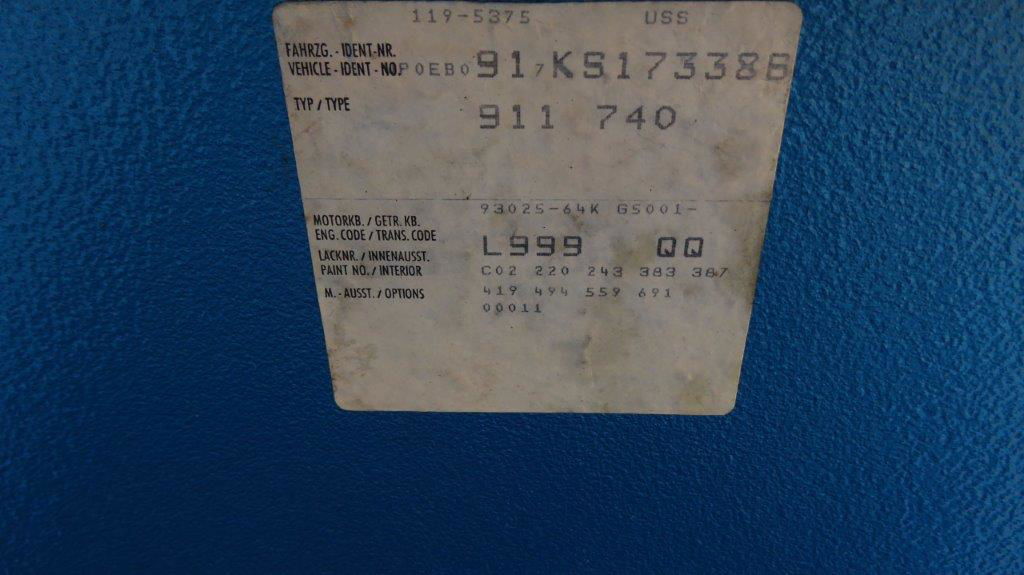 119-5375 USS
FAHRZG. - IDENT-NR.
VEHICLE - IDENT - NO. P0EB0 91 7 KS173386
TYP / TYPE 911 740
MOTORKB. / GETR. KB. 93025-64K G5001-
ENG. CODE / TRANS. CODE
LACKNR. / INNENAUSST. L999 QQ
PAINT NO. / INTERIOR C02 220 243 383 387
M. - AUSST. / OPTIONS 419 494 559 691
00011